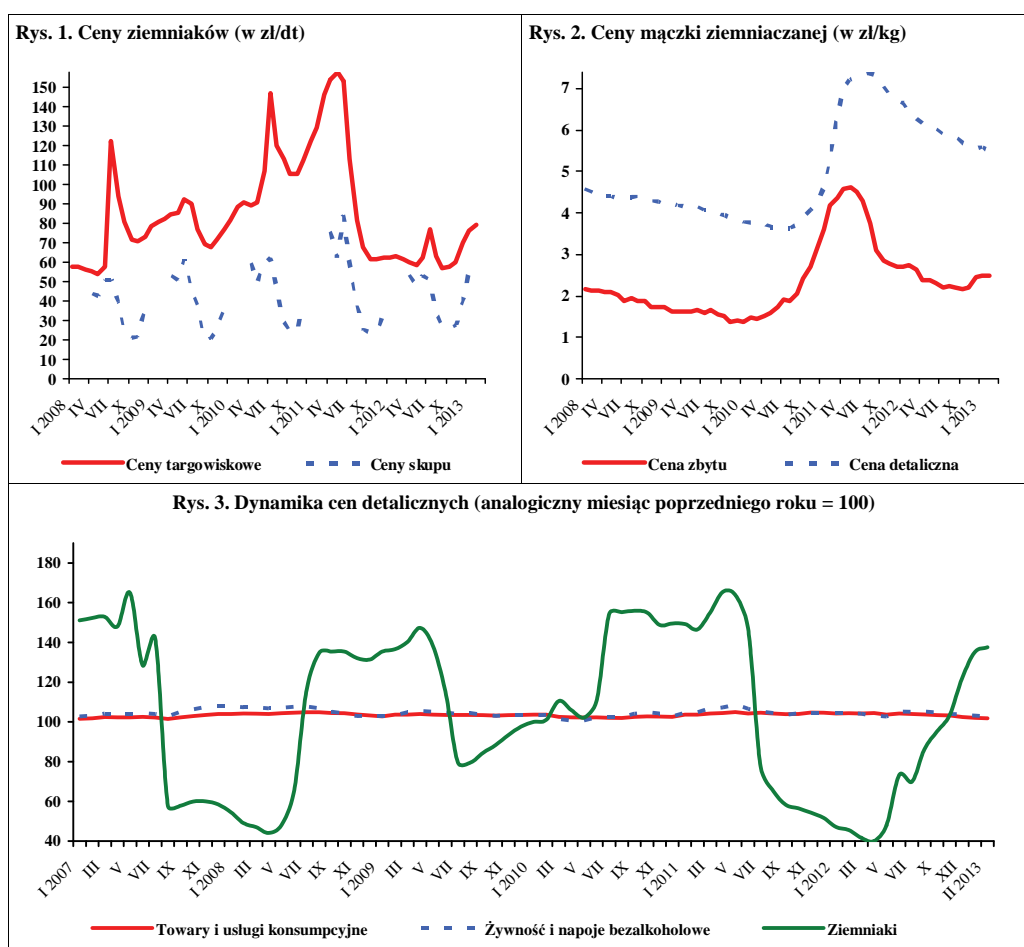 Rys. 1. Ceny ziemniaków (w zł/dt)
150
140
130
120
110
100
90
80
70
60
50
40
30
20
10
0
I 2008
IV
VII
X
I 2009
IV
VII
X
I 2010
IV
VII
X
I 2011
IV
VII
X
I 2012
IV
VII
X
I 2013
Ceny targowiskowe
Ceny skupu
Rys. 2. Ceny mączki ziemniaczanej (w zł/kg)
7
6
5
4
3
2
1
0
I 2008
IV
VII
X
I 2009
IV
VII
X
I 2010
IV
VII
X
I 2011
IV
VII
X
I 2012
IV
VII
X
I 2013
Cena zbytu
Cena detaliczna
Rys. 3. Dynamika cen detalicznych (analogiczny miesiąc poprzedniego roku = 100)
180
160
140
120
100
80
60
40
I 2007
III
V
VII
IX
XI
I 2008
III
V
VII
IX
XI
I 2009
III
V
VII
IX
XI
I 2010
III
V
VII
IX
XI
I 2011
III
V
VII
IX
XI
I 2012
III
V
VII
X
XII
II 2013
Towary i usługi konsumpcyjne
Żywność i napoje bezalkoholowe
Ziemniaki